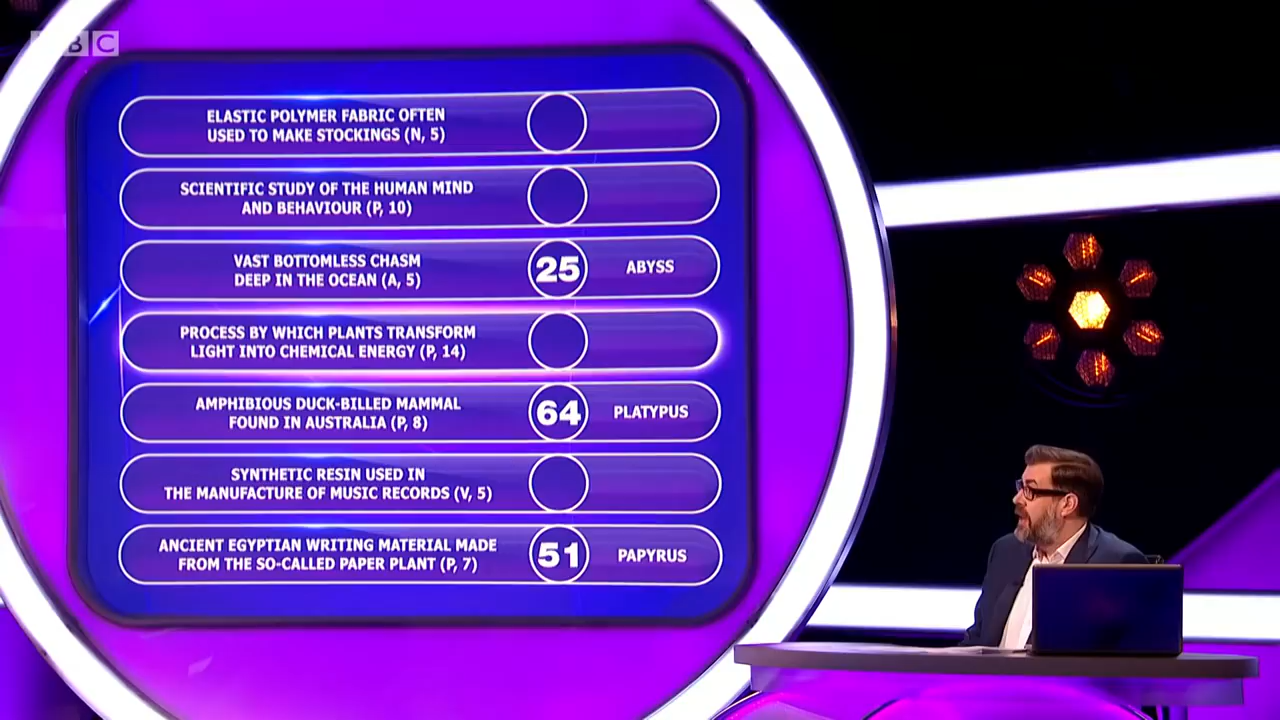 BBC
ELASTIC POLYMER FABRIC OFTEN
USED TO MAKE STOCKINGS (N, 5)
SCIENTIFIC STUDY OF THE HUMAN MIND
AND BEHAVIOUR (P, 10)
VAST BOTTOMLESS CHASM
DEEP IN THE OCEAN (A, 5)
25
ABYSS
PROCESS BY WHICH PLANTS TRANSFORM
LIGHT INTO CHEMICAL ENERGY (P, 14)
AMPHIBIOUS DUCK-BILLED MAMMAL
FOUND IN AUSTRALIA (P, 8)
64
PLATYPUS
SYNTHETIC RESIN USED IN
THE MANUFACTURE OF MUSIC RECORDS (V, 5)
ANCIENT EGYPTIAN WRITING MATERIAL MADE
FROM THE SO-CALLED PAPER PLANT (P, 7)
51
PAPYRUS